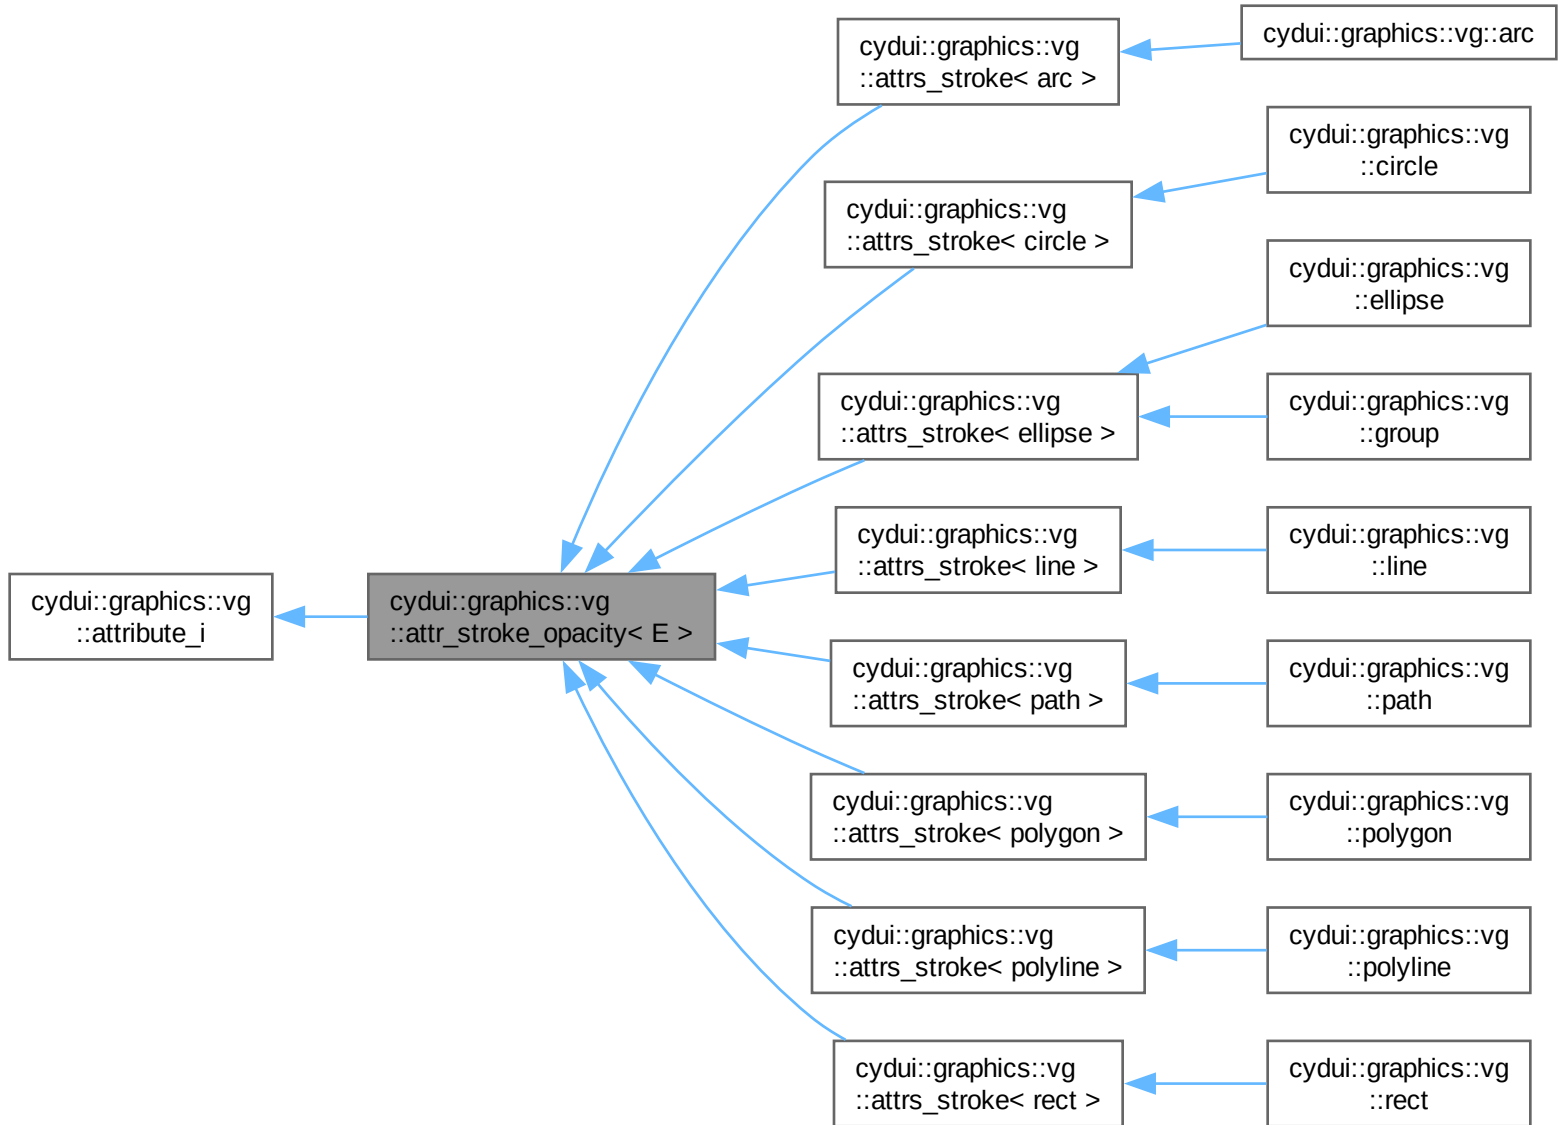 cydui::graphics::vg
::attribute_i
cydui::graphics::vg
::attr_stroke_opacity< E >
cydui::graphics::vg
::attrs_stroke< arc >
cydui::graphics::vg::arc
cydui::graphics::vg
::attrs_stroke< circle >
cydui::graphics::vg
::circle
cydui::graphics::vg
::attrs_stroke< ellipse >
cydui::graphics::vg
::ellipse
cydui::graphics::vg
::group
cydui::graphics::vg
::attrs_stroke< line >
cydui::graphics::vg
::line
cydui::graphics::vg
::attrs_stroke< path >
cydui::graphics::vg
::path
cydui::graphics::vg
::attrs_stroke< polygon >
cydui::graphics::vg
::polygon
cydui::graphics::vg
::attrs_stroke< polyline >
cydui::graphics::vg
::polyline
cydui::graphics::vg
::attrs_stroke< rect >
cydui::graphics::vg
::rect